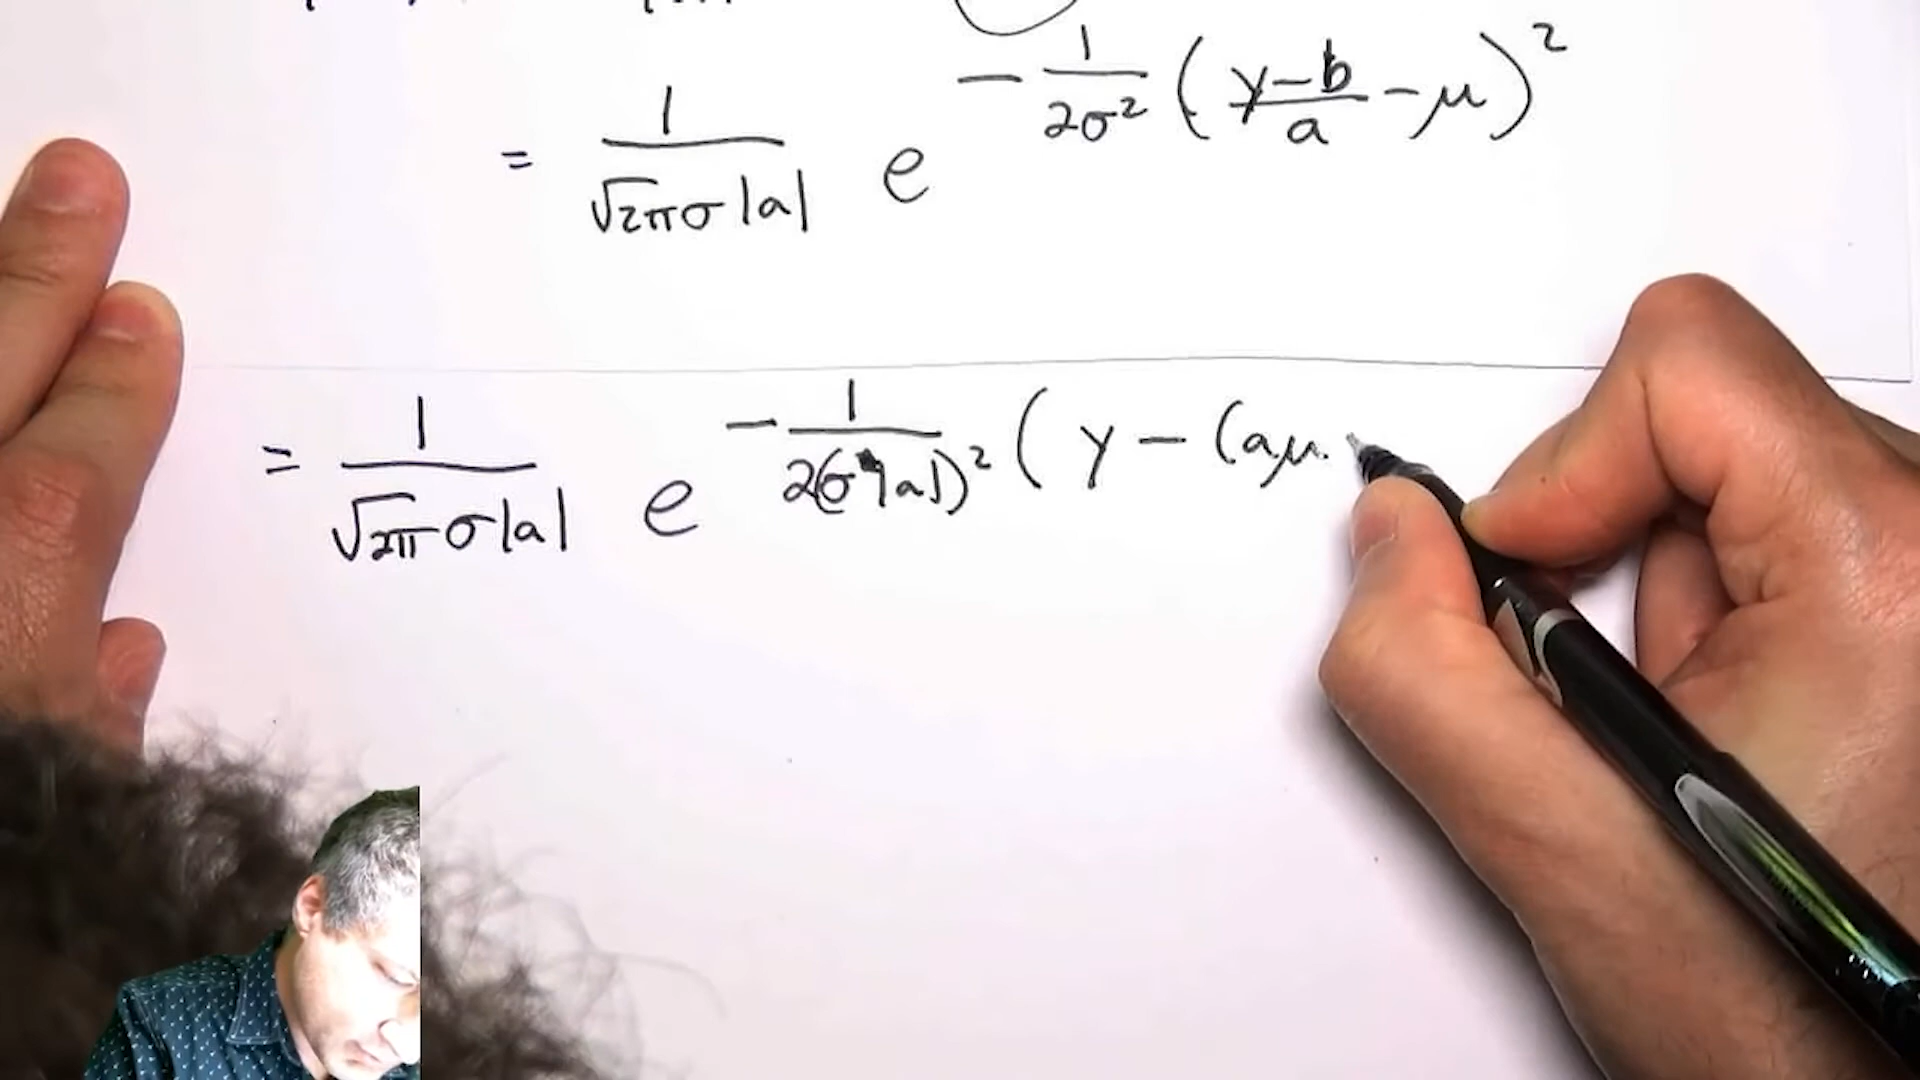 = 1/(√2π σ |a|) e^(- 1/(2σ²) ((y-b)/a - μ)²)
= 1/(√2π σ|a|) e^(- 1/(2(σ|a|)²) (y - (aμ